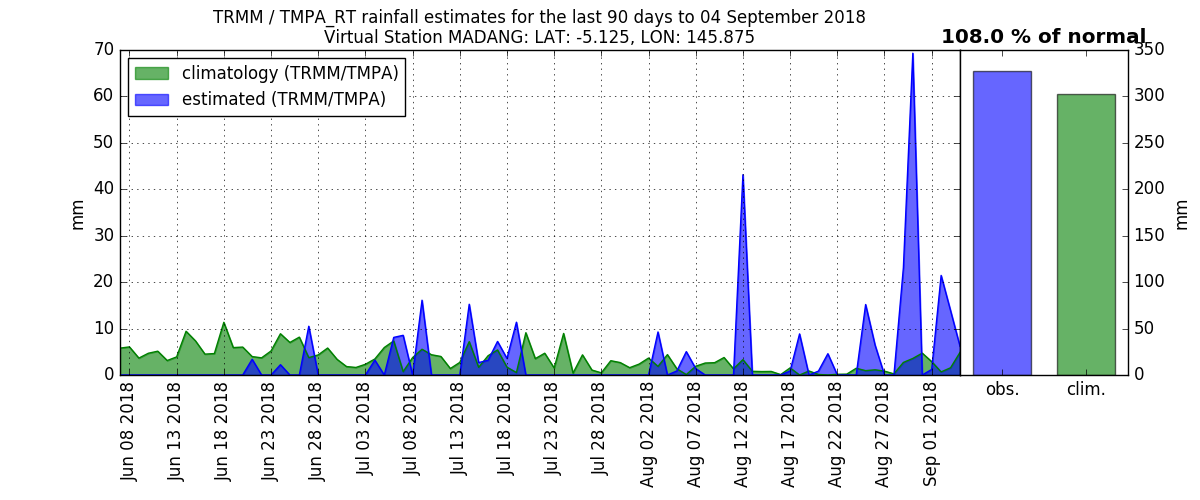 TRMM / TMPA_RT rainfall estimates for the last 90 days to 04 September 2018
Virtual Station MADANG: LAT: -5.125, LON: 145.875
108.0 % of normal
climatology (TRMM/TMPA)
estimated (TRMM/TMPA)
70
60
50
40
30
20
10
0
mm
Jun 08 2018
Jun 13 2018
Jun 18 2018
Jun 23 2018
Jun 28 2018
Jul 03 2018
Jul 08 2018
Jul 13 2018
Jul 18 2018
Jul 23 2018
Jul 28 2018
Aug 02 2018
Aug 07 2018
Aug 12 2018
Aug 17 2018
Aug 22 2018
Aug 27 2018
Sep 01 2018
obs.
clim.
350
300
250
200
150
100
50
0
mm